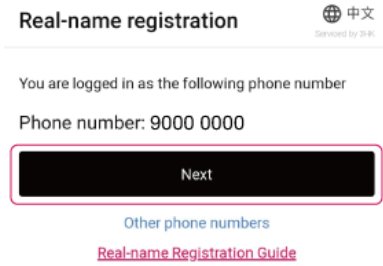 Real-name registration
中文
Serviced by 3HK
You are logged in as the following phone number
Phone number: 9000 0000
Next
Other phone numbers
Real-name Registration Guide